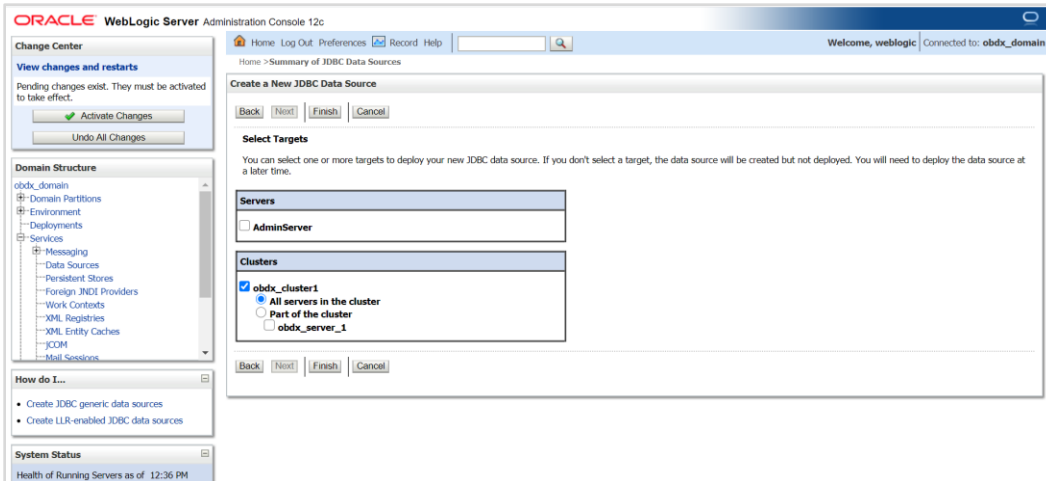 ORACLE WebLogic Server Administration Console 12c
Change Center
View changes and restarts
Pending changes exist. They must be activated
to take effect.
Activate Changes
Undo All Changes
Domain Structure
obdx_domain
Domain Partitions
Environment
Deployments
Services
Messaging
Data Sources
Persistent Stores
Foreign JNDI Providers
Work Contexts
XML Registries
XML Entity Caches
jCOM
Mail Sessions
How do I...
Create JDBC generic data sources
Create LLR-enabled JDBC data sources
System Status
Health of Running Servers as of 12:36 PM
Home Log Out Preferences Record Help
Welcome, weblogic Connected to: obdx_domain
Home >Summary of JDBC Data Sources
Create a New JDBC Data Source
Back Next Finish Cancel
Select Targets
You can select one or more targets to deploy your new JDBC data source. If you don't select a target, the data source will be created but not deployed. You will need to deploy the data source at
a later time.
Servers
AdminServer
Clusters
obdx_cluster1
All servers in the cluster
Part of the cluster
obdx_server_1
Back Next Finish Cancel